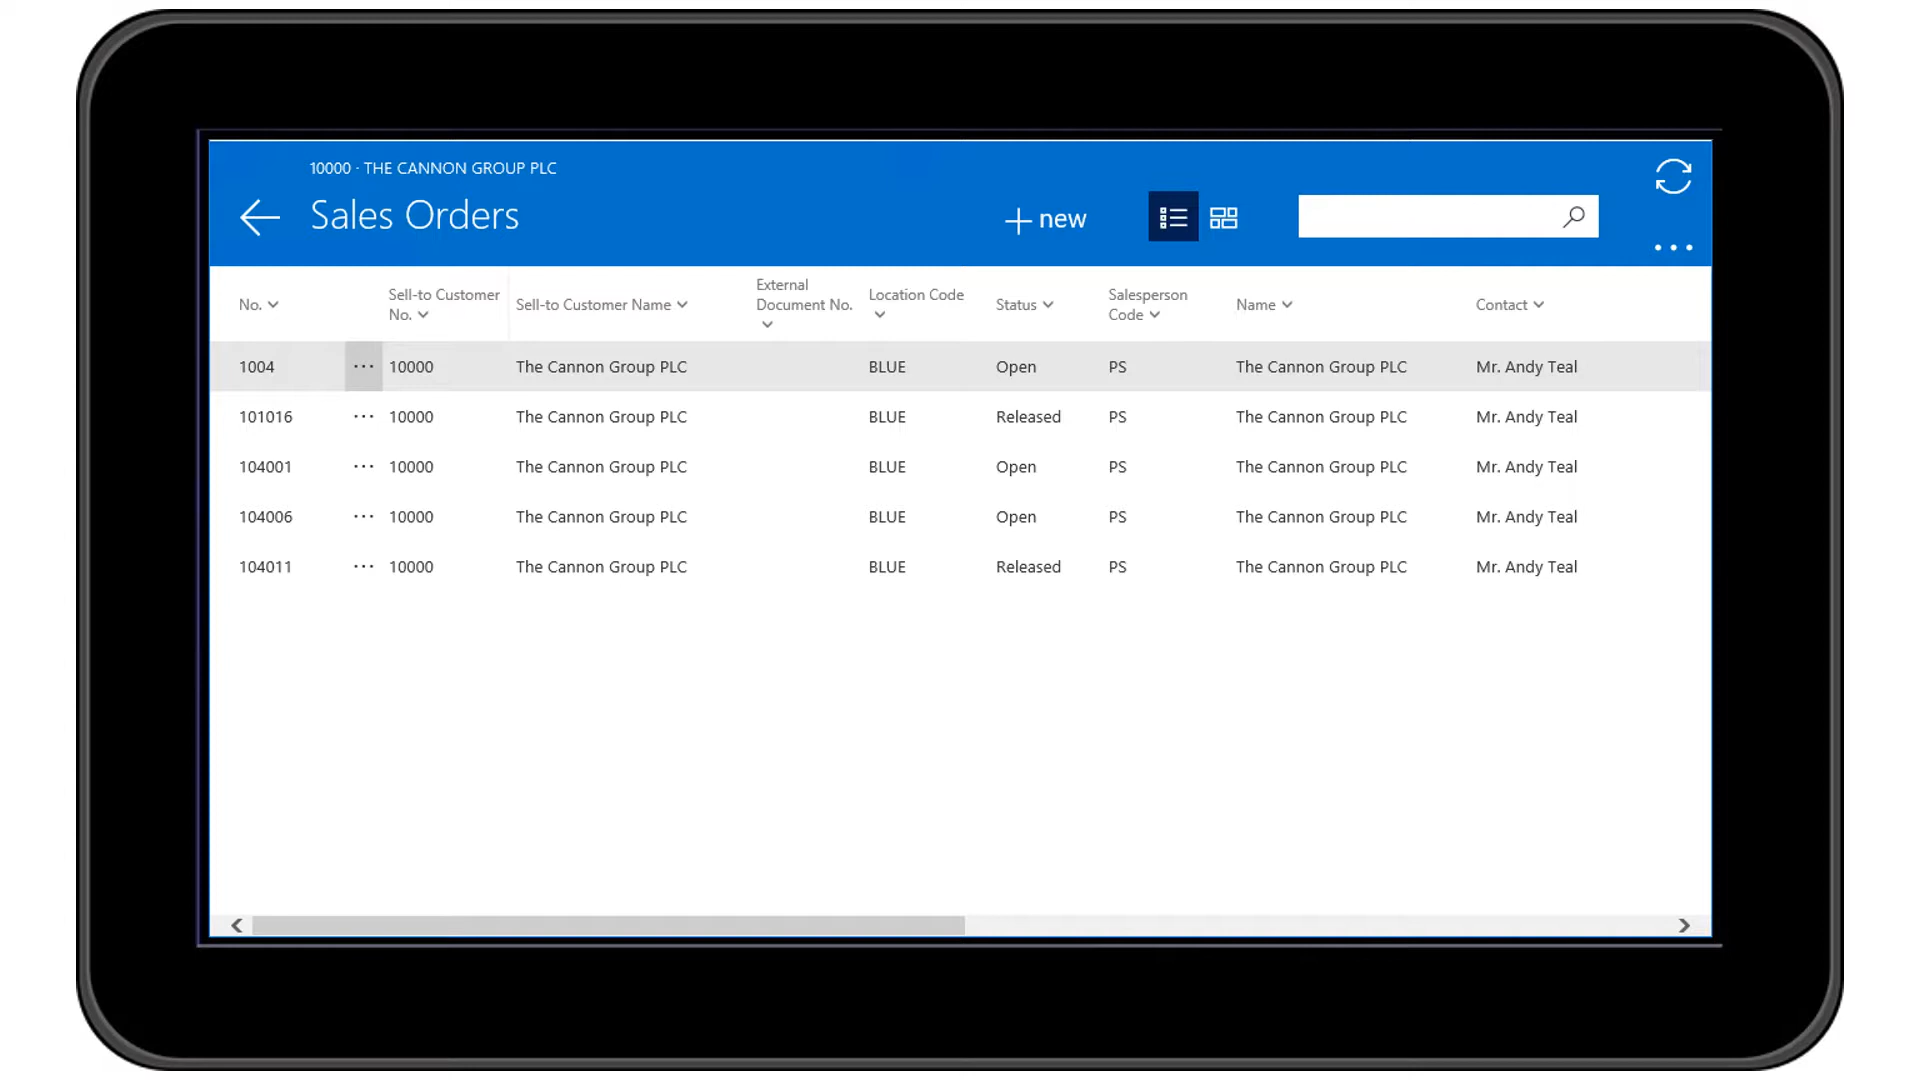 10000 · THE CANNON GROUP PLC
Sales Orders
new
No.
Sell-to Customer
No.
Sell-to Customer Name
External
Document No.
Location Code
Status
Salesperson
Code
Name
Contact
1004 ··· 10000 The Cannon Group PLC BLUE Open PS The Cannon Group PLC Mr. Andy Teal
101016 ··· 10000 The Cannon Group PLC BLUE Released PS The Cannon Group PLC Mr. Andy Teal
104001 ··· 10000 The Cannon Group PLC BLUE Open PS The Cannon Group PLC Mr. Andy Teal
104006 ··· 10000 The Cannon Group PLC BLUE Open PS The Cannon Group PLC Mr. Andy Teal
104011 ··· 10000 The Cannon Group PLC BLUE Released PS The Cannon Group PLC Mr. Andy Teal